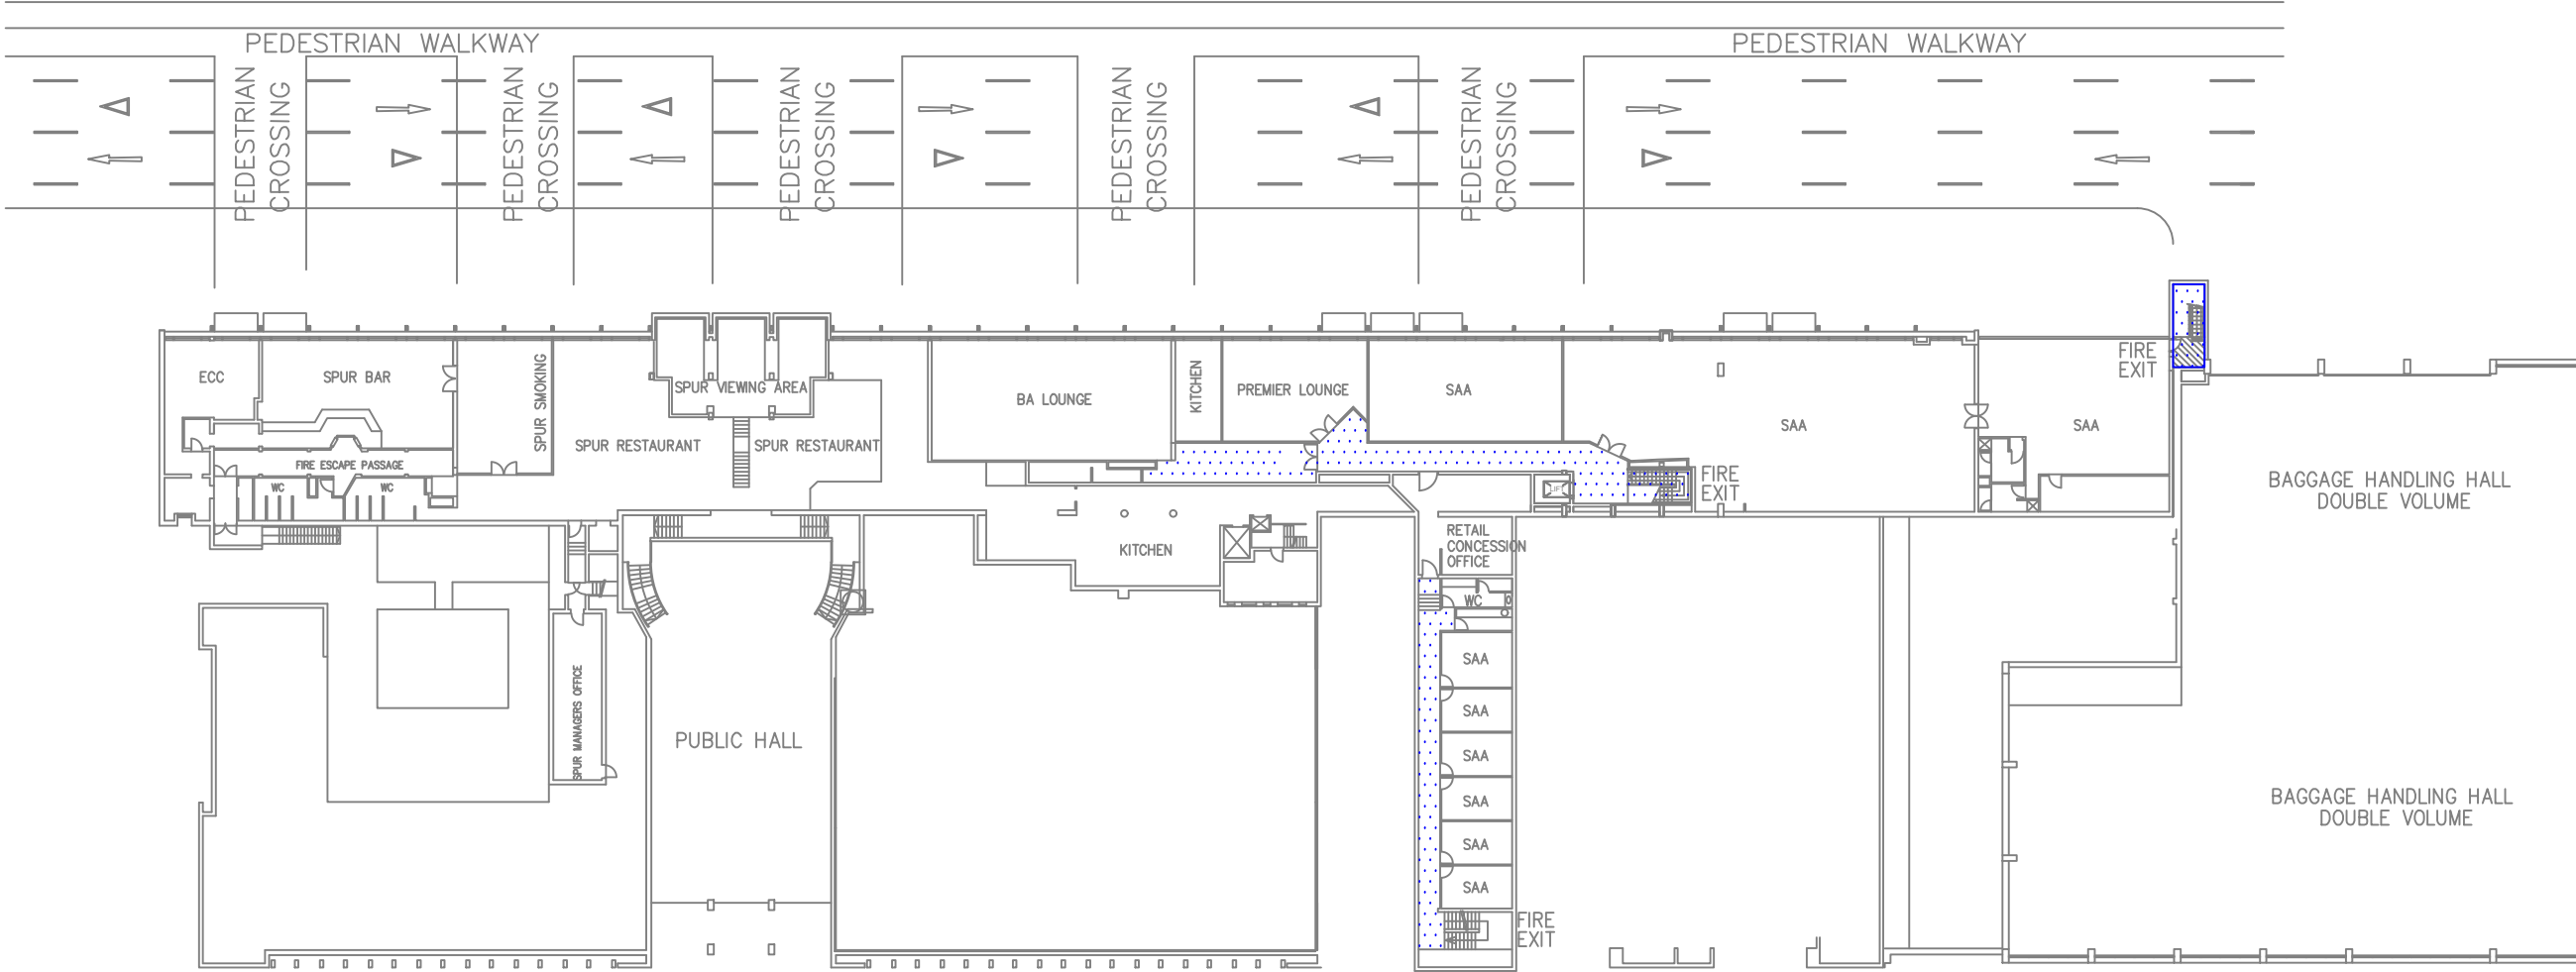 PEDESTRIAN WALKWAY
PEDESTRIAN WALKWAY
PEDESTRIAN
CROSSING
PEDESTRIAN
CROSSING
PEDESTRIAN
CROSSING
PEDESTRIAN
CROSSING
PEDESTRIAN
CROSSING
ECC
SPUR BAR
SPUR SMOKING
SPUR VIEWING AREA
SPUR RESTAURANT
SPUR RESTAURANT
BA LOUNGE
KITCHEN
PREMIER LOUNGE
SAA
SAA
SAA
FIRE
EXIT
FIRE ESCAPE PASSAGE
WC
WC
LIFT
FIRE
EXIT
BAGGAGE HANDLING HALL
DOUBLE VOLUME
KITCHEN
RETAIL
CONCESSION
OFFICE
WC
SAA
SAA
SAA
SAA
SAA
SAA
SPUR MANAGERS OFFICE
PUBLIC HALL
BAGGAGE HANDLING HALL
DOUBLE VOLUME
FIRE
EXIT